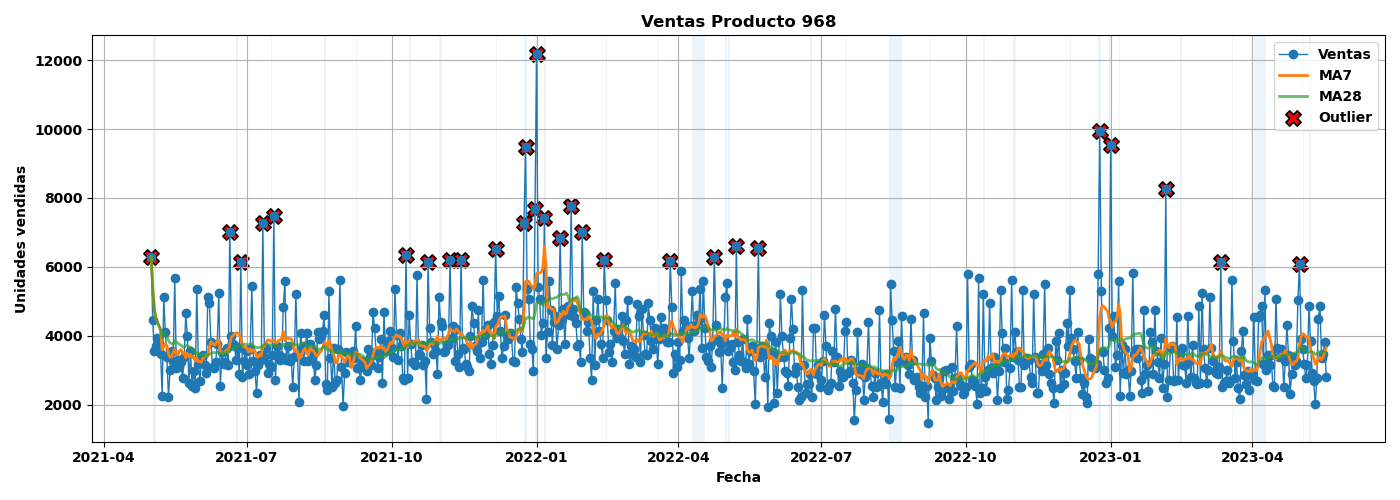 Ventas Producto 968
Unidades vendidas
12000
10000
8000
6000
4000
2000
Ventas
MA7
MA28
Outlier
2021-04 2021-07 2021-10 2022-01 2022-04 2022-07 2022-10 2023-01 2023-04
Fecha